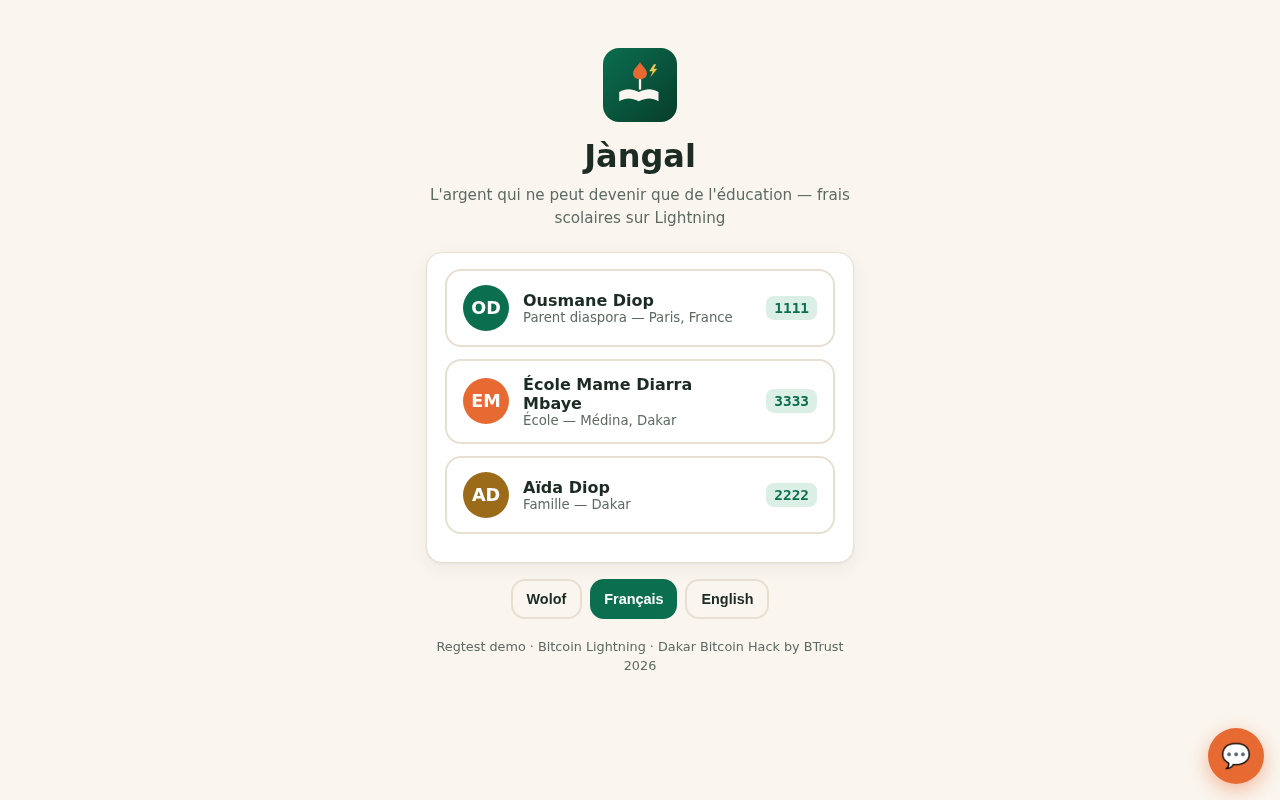 Jàngal
L'argent qui ne peut devenir que de l'éducation — frais
scolaires sur Lightning
OD
Ousmane Diop
Parent diaspora — Paris, France
1111
EM
École Mame Diarra
Mbaye
École — Médina, Dakar
3333
AD
Aïda Diop
Famille — Dakar
2222
Wolof
Français
English
Regtest demo · Bitcoin Lightning · Dakar Bitcoin Hack by BTrust
2026